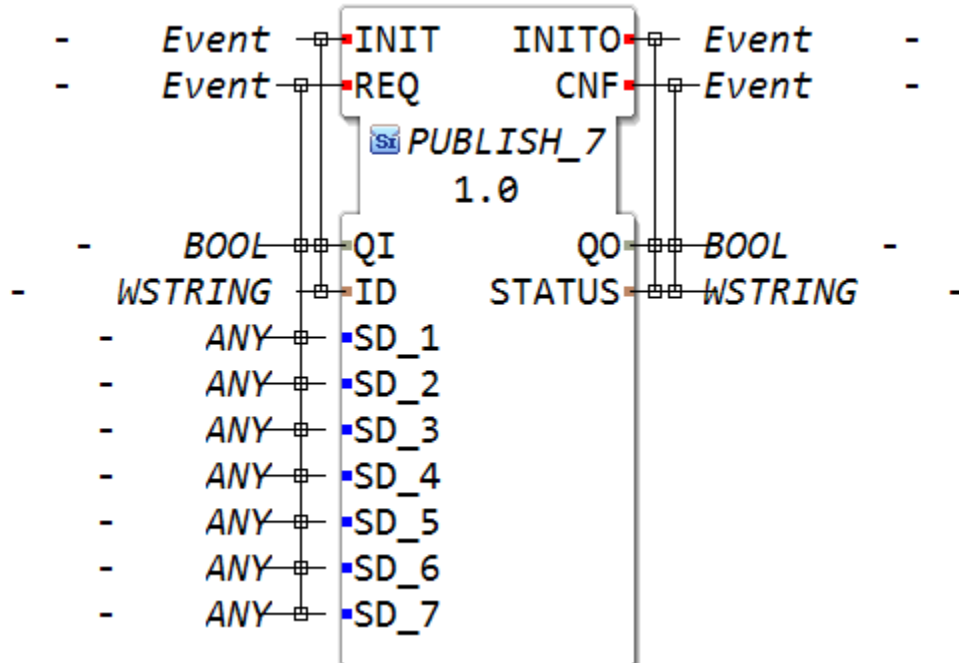 - Event INIT INITO Event -
- Event REQ CNF Event -
SI PUBLISH_7
1.0
- BOOL QI QO BOOL -
- WSTRING ID STATUS WSTRING -
- ANY SD_1
- ANY SD_2
- ANY SD_3
- ANY SD_4
- ANY SD_5
- ANY SD_6
- ANY SD_7